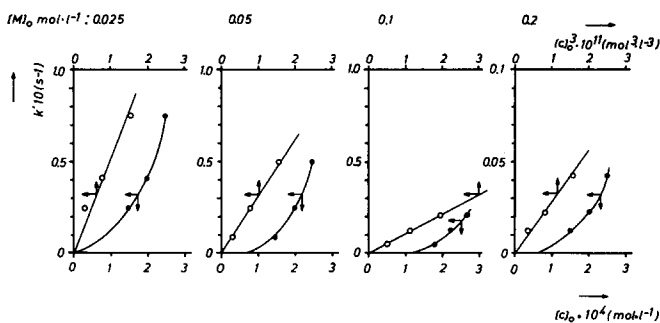 [M]₀ mol·l⁻¹ : 0.025 0.05 0.1 0.2
[c]₀³·10¹¹(mol³l⁻³)
0 1 2 3 0 1 2 3 0 1 2 3 0 1 2 3
k'10(s-1)
1.0 1.0 1.0 0.1
0.5 0.5 0.5 0.05
0 0 0 0
0 1 2 3 0 1 2 3 0 1 2 3 0 1 2 3
[c]₀·10⁴(mol·l⁻¹)